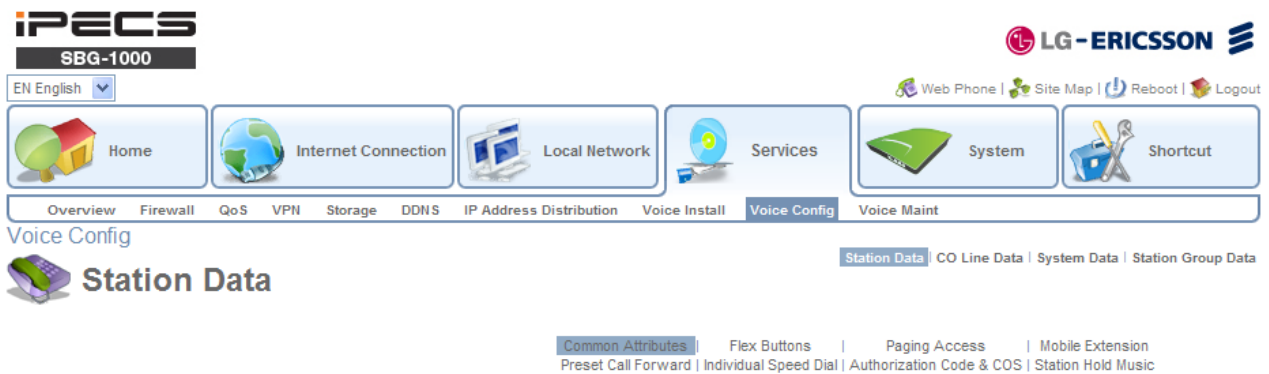 iPECS
SBG-1000
LG-ERICSSON
EN English
Web Phone | Site Map | Reboot | Logout
Home
Internet Connection
Local Network
Services
System
Shortcut
Overview Firewall QoS VPN Storage DDNS IP Address Distribution Voice Install Voice Config Voice Maint
Voice Config
Station Data
Station Data | CO Line Data | System Data | Station Group Data
Common Attributes | Flex Buttons | Paging Access | Mobile Extension
Preset Call Forward | Individual Speed Dial | Authorization Code & COS | Station Hold Music